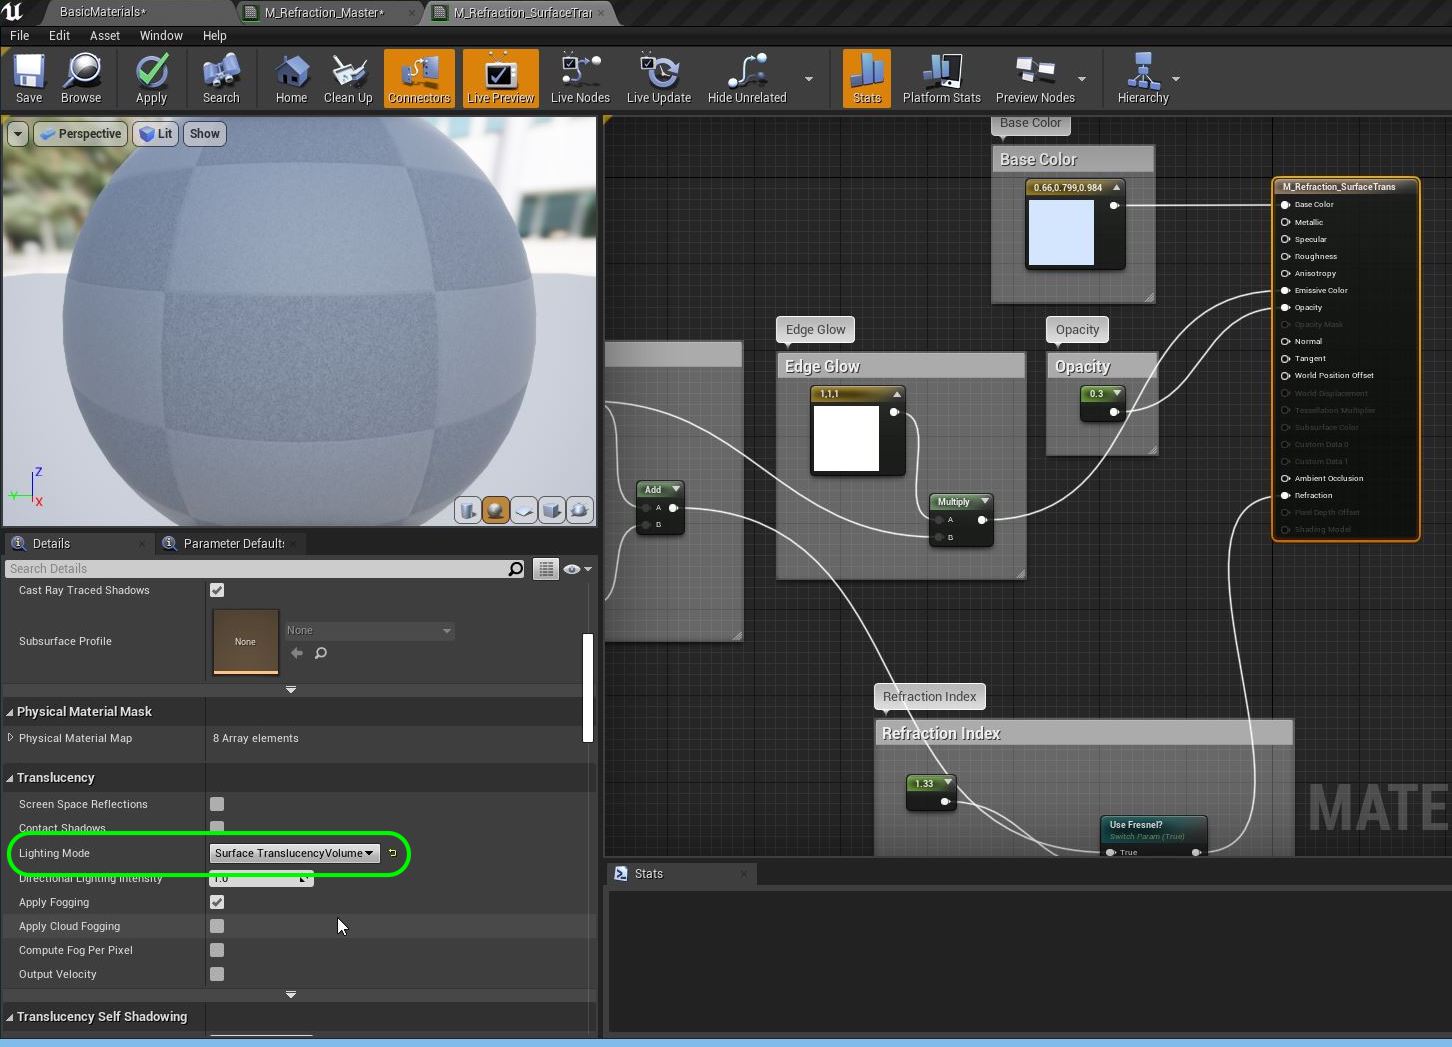 BasicMaterials*
M_Refraction_Master*
M_Refraction_SurfaceTrar
File
Edit
Asset
Window
Help
Save
Browse
Apply
Search
Home
Clean Up
Connectors
Live Preview
Live Nodes
Live Update
Hide Unrelated
Stats
Platform Stats
Preview Nodes
Hierarchy
Perspective
Lit
Show
Z
Y
X
Base Color
Base Color
0.66,0.799,0.984
Edge Glow
Edge Glow
1,1,1
Opacity
Opacity
0.3
Add
A
B
Multiply
A
B
Refraction Index
Refraction Index
1.33
Use Fresnel?
Switch Param (True)
True
MATE
M_Refraction_SurfaceTrans
Base Color
Metallic
Specular
Roughness
Anisotropy
Emissive Color
Opacity
Opacity Mask
Normal
Tangent
World Position Offset
World Displacement
Tessellation Multiplier
Subsurface Color
Custom Data 0
Custom Data 1
Ambient Occlusion
Refraction
Pixel Depth Offset
Shading Model
Details
Parameter Defaults
Search Details
Cast Ray Traced Shadows
Subsurface Profile
None
None
Physical Material Mask
Physical Material Map
8 Array elements
Translucency
Screen Space Reflections
Contact Shadows
Lighting Mode
Surface TranslucencyVolume
Directional Lighting Intensity
1.0
Apply Fogging
Apply Cloud Fogging
Compute Fog Per Pixel
Output Velocity
Translucency Self Shadowing
Stats